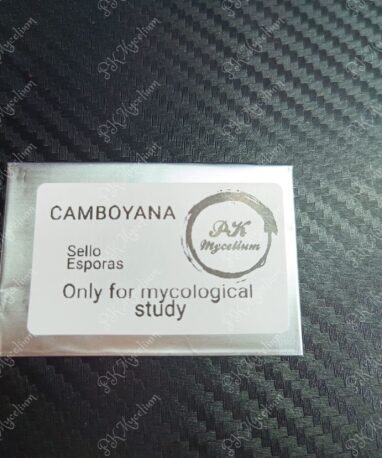 CAMBOYANA
PK
Mycelium
Sello
Esporas
Only for mycological
study